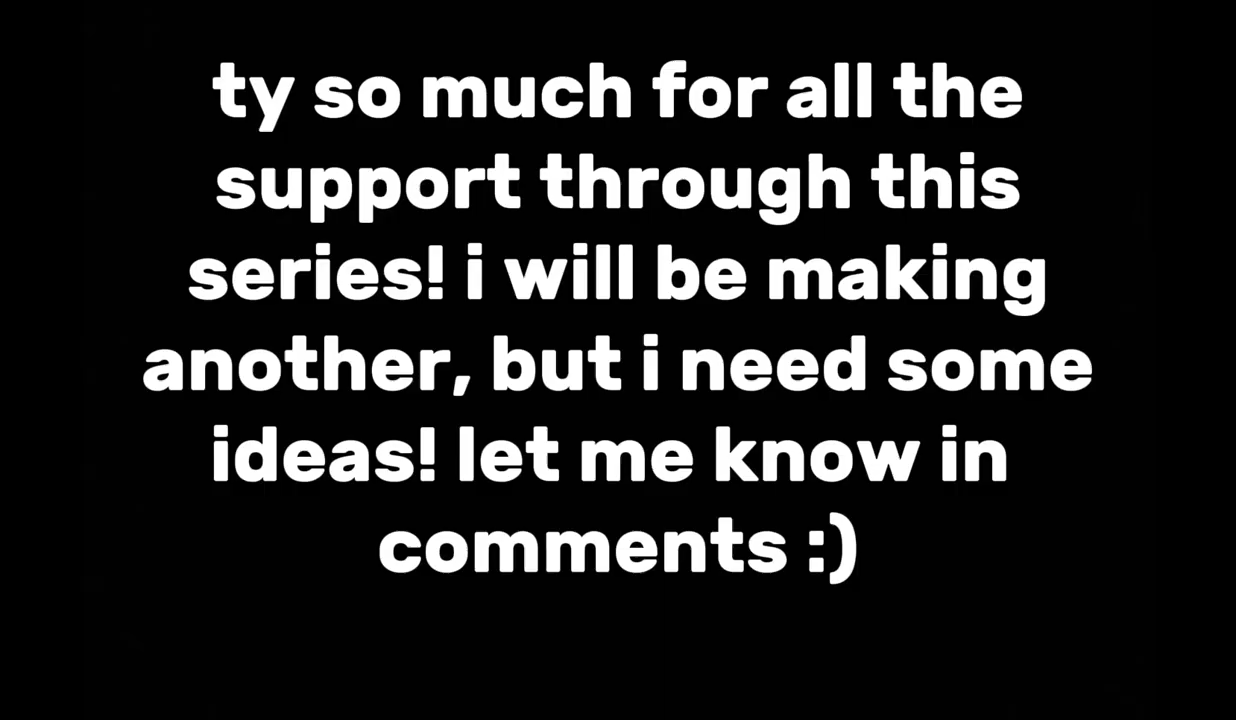 ty so much for all the
support through this
series! i will be making
another, but i need some
ideas! let me know in
comments :)